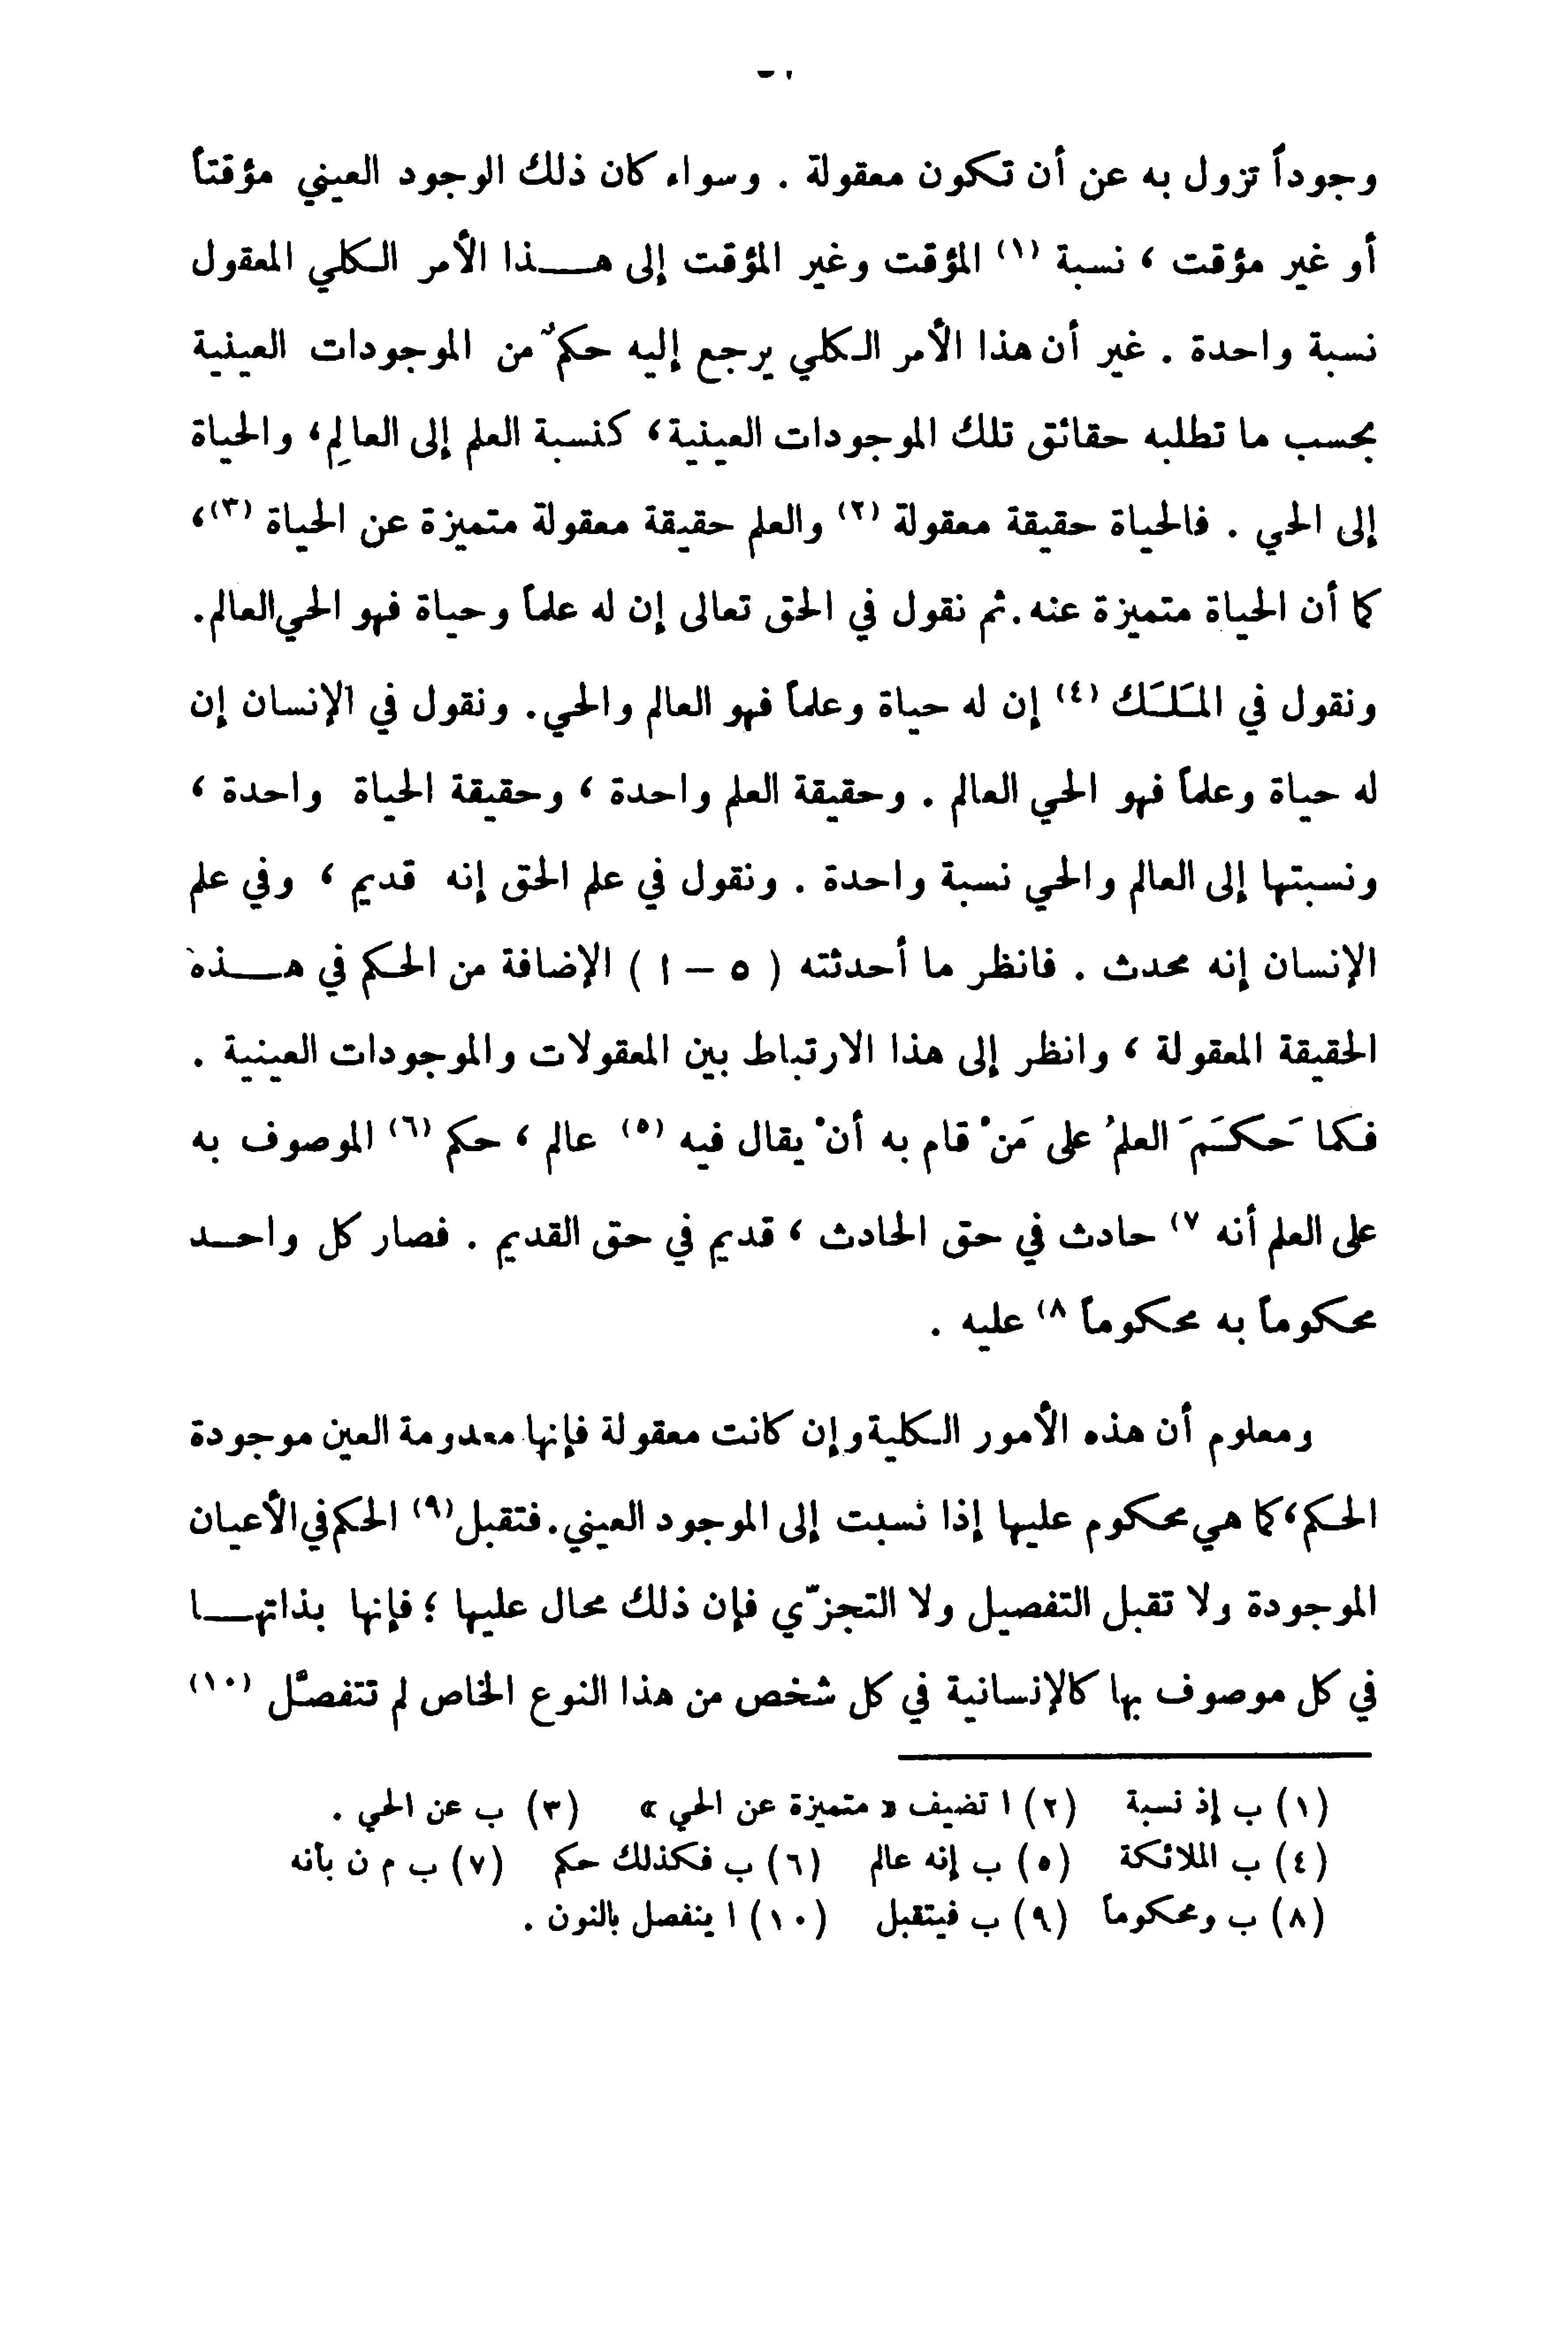 وجوداً تزول به عن أن تكون معقولة . وسواء كان ذلك الوجود العيني مؤقتاً
أو غير مؤقت ، نسبة (١) المؤقت وغير المؤقت إلى هـــذا الأمر الكلي المعقول
نسبة واحدة . غير أن هذا الأمر الكلي يرجع إليه حكمٌ من الموجودات العينية
بحسب ما تطلبه حقائق تلك الموجودات العينية ، كنسبة العلم إلى العالِم ، والحياة
إلى الحي . فالحياة حقيقة معقولة (٢) والعلم حقيقة معقولة متميزة عن الحياة (٣) ،
كما أن الحياة متميزة عنه . ثم نقول في الحق تعالى إن له علماً وحياة فهو الحي العالم .
ونقول في المَلَك (٤) إن له حياة وعلماً فهو العالم والحي . ونقول في الإنسان إن
له حياة وعلماً فهو الحي العالم . وحقيقة العلم واحدة ، وحقيقة الحياة واحدة ،
ونسبتها إلى العالم والحي نسبة واحدة . ونقول في علم الحق إنه قديم ، وفي علم
الإنسان إنه محدث . فانظر ما أحدثته ( ٥ – ا ) الإضافة من الحكم في هـــذه
الحقيقة المعقولة ، وانظر إلى هذا الارتباط بين المعقولات والموجودات العينية .
فكما حَكَمَ العلمُ على مَنْ قام به أنْ يقال فيه (٥) عالم ، حكم (٦) الموصوف به
على العلم أنه (٧ حادث في حق الحادث ، قديم في حق القديم . فصار كل واحــد
محكوماً به محكوماً (٨ عليه .
ومعلوم أن هذه الأمور الكلية وإن كانت معقولة فإنها معدومة العين موجودة
الحكم ، كما هي محكوم عليها إذا نسبت إلى الموجود العيني . فتقبل (٩) الحكم في الأعيان
الموجودة ولا تقبل التفصيل ولا التجزّي فإن ذلك محال عليها ؛ فإنها بذاتهـــا
في كل موصوف بها كالإنسانية في كل شخص من هذا النوع الخاص لم تتفصَّل (١٠)
(١) ب إذ نسبة (٢) ا تضيف « متميزة عن الحي » (٣) ب عن الحي .
(٤) ب الملائكة (٥) ب إنه عالم (٦) ب فكذلك حكم (٧) ب م ن بأنه
(٨) ب ومحكوماً (٩) ب فيتقبل (١٠) ا ينفصل بالنون .